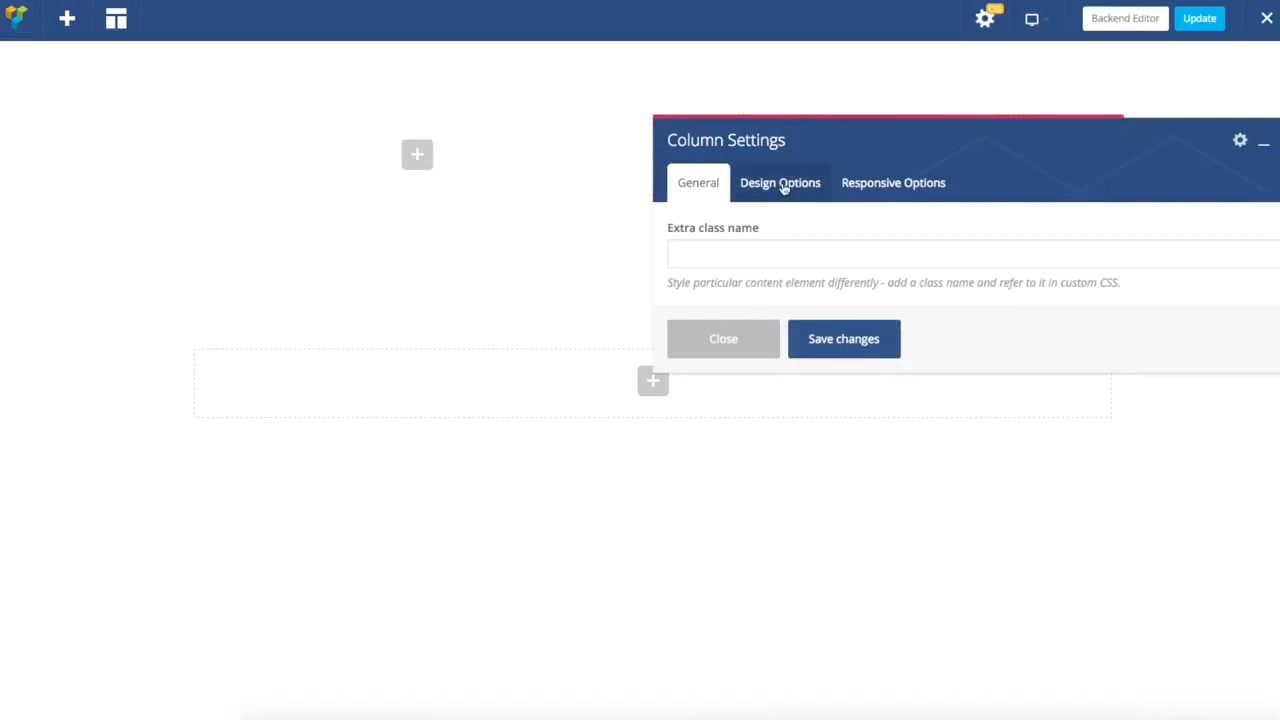 CSS
Backend Editor
Update
Column Settings
General
Design Options
Responsive Options
Extra class name
Style particular content element differently - add a class name and refer to it in custom CSS.
Close
Save changes